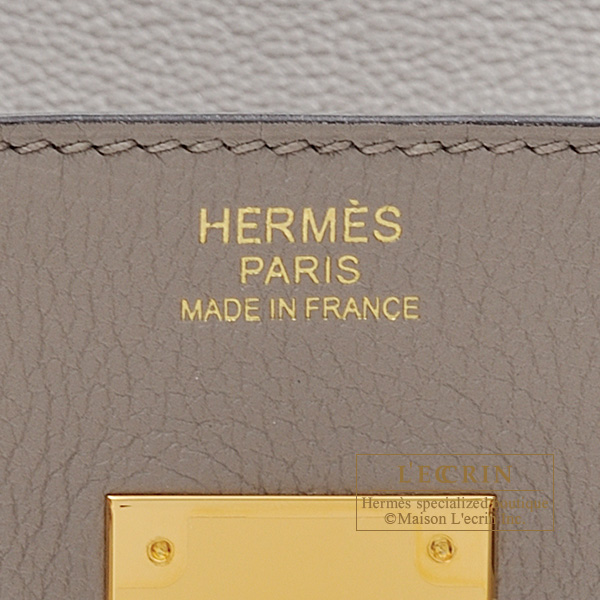 HERMÈS
PARIS
MADE IN FRANCE
LECRIN
Hermès specialized boutique
©Maison L'ecrin